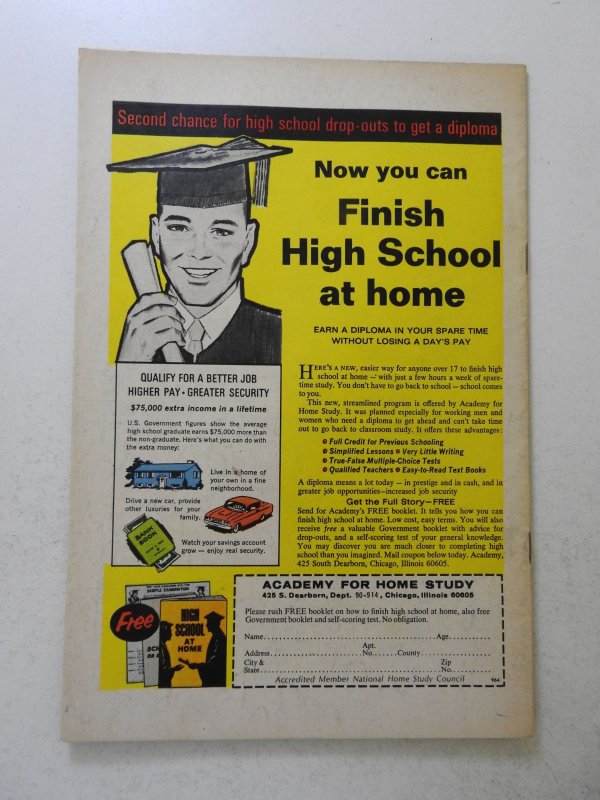 Second chance for high school drop-outs to get a diploma
Now you can
Finish
High School
at home
EARN A DIPLOMA IN YOUR SPARE TIME
WITHOUT LOSING A DAY'S PAY
QUALIFY FOR A BETTER JOB
HIGHER PAY • GREATER SECURITY
$75,000 extra income in a lifetime
U.S. Government figures show the average
high school graduate earns $75,000 more than
the non-graduate. Here's what you can do with
the extra money:
Live in a home of
your own in a fine
neighborhood.
Drive a new car, provide
other luxuries for your
family.
BANK
BOOK
Watch your savings account
grow — enjoy real security.
HERE'S A NEW, easier way for anyone over 17 to finish high
school at home — with just a few hours a week of spare-
time study. You don't have to go back to school — school comes
to you.
This new, streamlined program is offered by Academy for
Home Study. It was planned especially for working men and
women who need a diploma to get ahead and can't take time
out to go back to classroom study. It offers these advantages:
• Full Credit for Previous Schooling
• Simplified Lessons • Very Little Writing
• True-False Multiple-Choice Tests
• Qualified Teachers • Easy-to-Read Text Books
A diploma means a lot today — in prestige and in cash, and in
greater job opportunities—increased job security
Get the Full Story—FREE
Send for Academy's FREE booklet. It tells you how you can
finish high school at home. Low cost, easy terms. You will also
receive free a valuable Government booklet with advice for
drop-outs, and a self-scoring test of your general knowledge.
You may discover you are much closer to completing high
school than you imagined. Mail coupon below today. Academy,
425 South Dearborn, Chicago, Illinois 60605.
SAMPLE EXAMINATION
Free
HIGH
SCHOOL
AT
HOME
ACADEMY FOR HOME STUDY
425 S. Dearborn, Dept. 90-914, Chicago, Illinois 60605
Please rush FREE booklet on how to finish high school at home, also free
Government booklet and self-scoring test. No obligation.
Name Age
Address Apt. No. County
City & State Zip No.
Accredited Member National Home Study Council 964